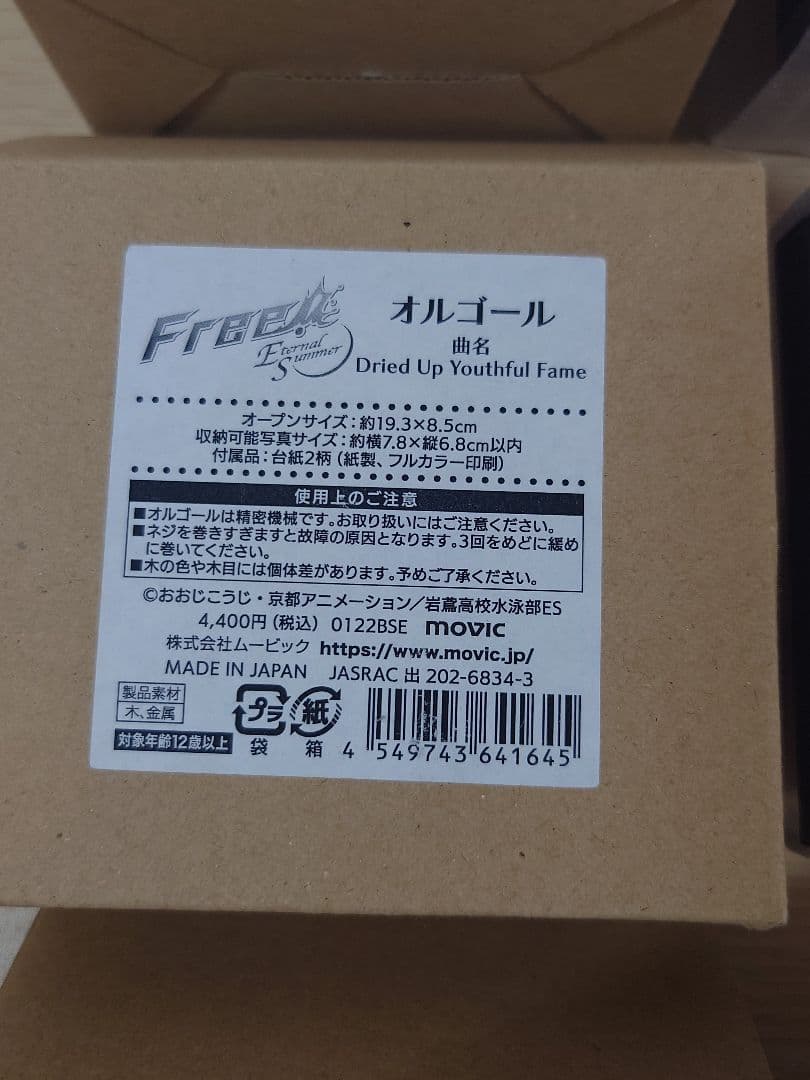 Free!
Eternal Summer
オルゴール
曲名
Dried Up Youthful Fame
オープンサイズ：約19.3×8.5cm
収納可能写真サイズ：約横7.8×縦6.8cm以内
付属品：台紙2柄（紙製、フルカラー印刷）
使用上のご注意
■オルゴールは精密機械です。お取り扱いにはご注意ください。
■ネジを巻きすぎますと故障の原因となります。3回をめどに緩め
に巻いてください。
■木の色や木目には個体差があります。予めご了承ください。
©おおじこうじ・京都アニメーション／岩鳶高校水泳部ES
4,400円（税込） 0122BSE movic
株式会社ムービック https://www.movic.jp/
MADE IN JAPAN JASRAC 出 202-6834-3
製品素材
木、金属
対象年齢12歳以上
プラ 紙
袋 箱
4 549743 641645